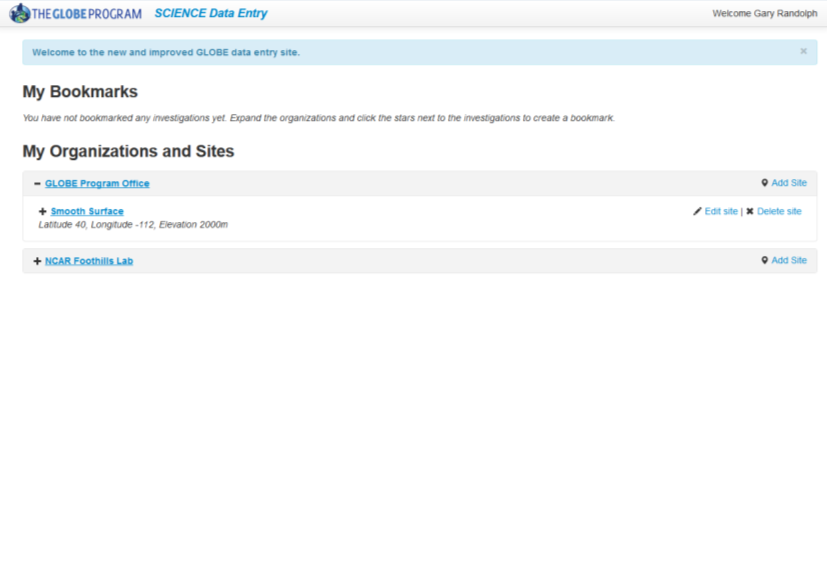 THE GLOBE PROGRAM SCIENCE Data Entry Welcome Gary Randolph
Welcome to the new and improved GLOBE data entry site. ×
My Bookmarks
You have not bookmarked any investigations yet. Expand the organizations and click the stars next to the investigations to create a bookmark.
My Organizations and Sites
GLOBE Program Office Add Site
Smooth Surface Edit site | Delete site
Latitude 40, Longitude -112, Elevation 2000m
NCAR Foothills Lab Add Site